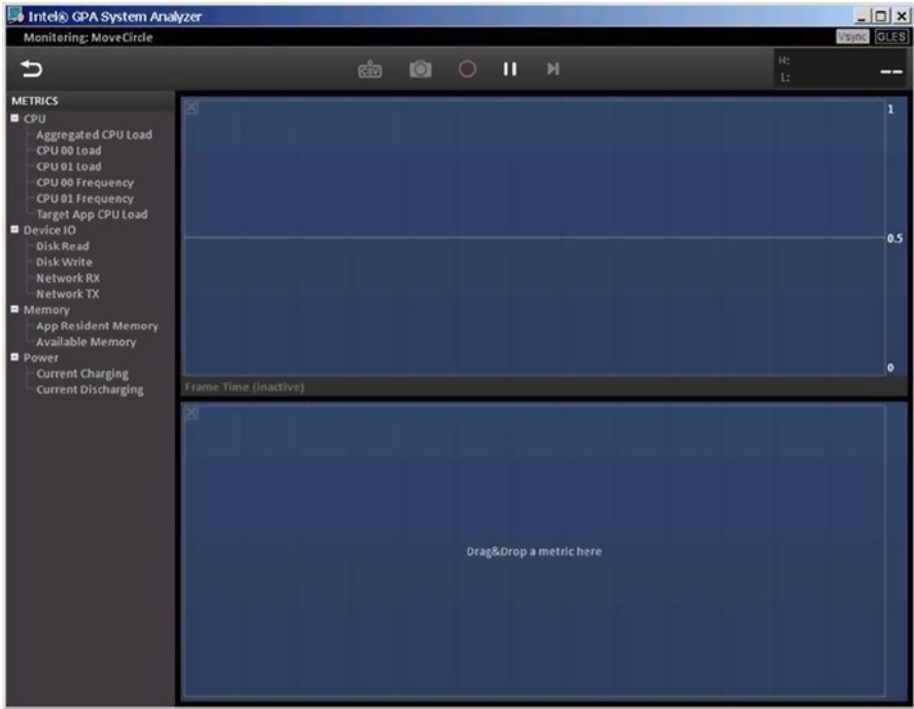 Intel® GPA System Analyzer
Monitoring: MoveCircle
Vsync GLES
CSV
H:
L:
--
METRICS
CPU
Aggregated CPU Load
CPU 00 Load
CPU 01 Load
CPU 00 Frequency
CPU 01 Frequency
Target App CPU Load
Device IO
Disk Read
Disk Write
Network RX
Network TX
Memory
App Resident Memory
Available Memory
Power
Current Charging
Current Discharging
1
0.5
0
Frame Time (Inactive)
Drag&Drop a metric here